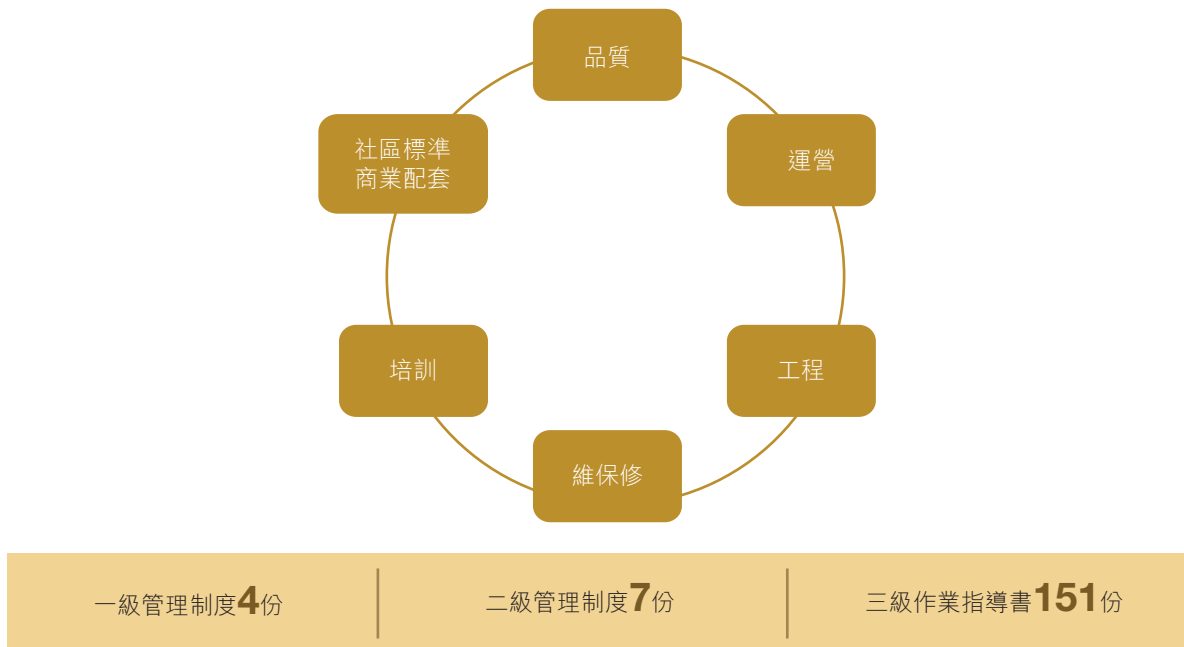 品質
社區標準
商業配套
運營
培訓
工程
維保修
一級管理制度4份
二級管理制度7份
三級作業指導書151份